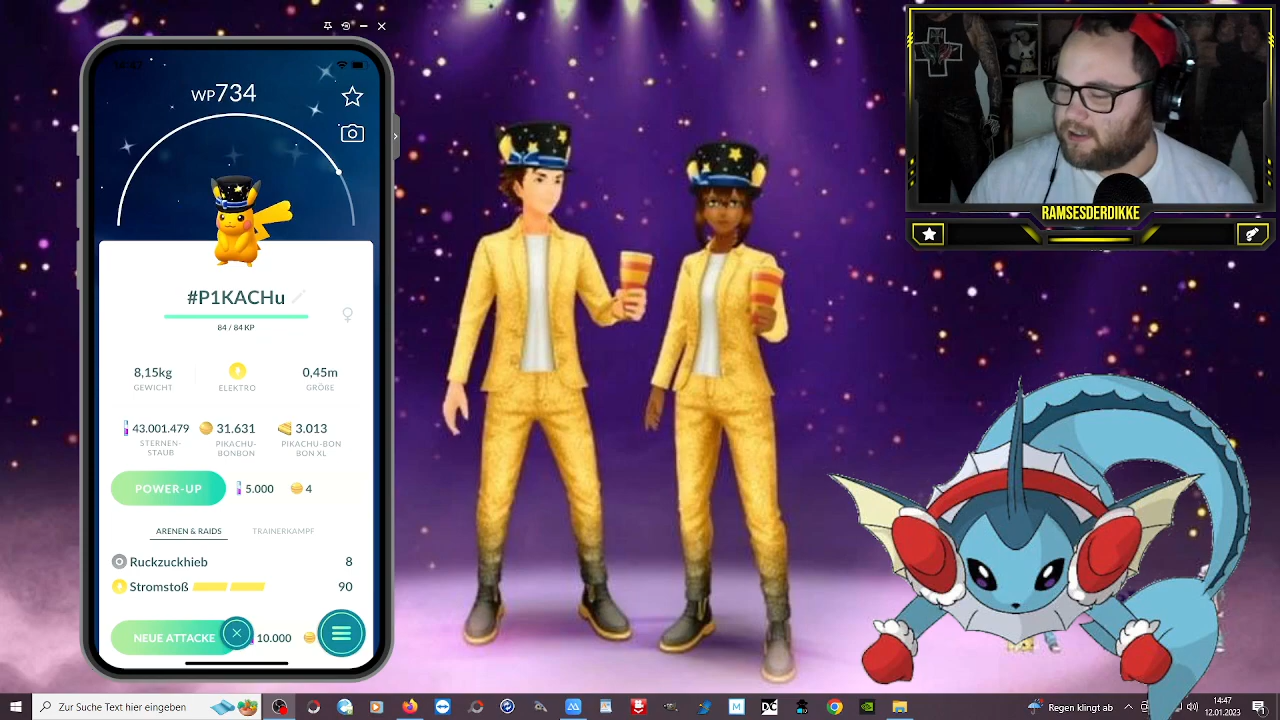 WP734
#P1KACHu
84 / 84 KP
8,15kg
GEWICHT
ELEKTRO
0,45m
GRÖẞE
43.001.479
STERNEN-
STAUB
31.631
PIKACHU-
BONBON
3.013
PIKACHU-BON
BON XL
POWER-UP
5.000
4
ARENEN & RAIDS
TRAINERKAMPF
Ruckzuckhieb
8
Stromstoß
90
NEUE ATTACKE
10.000
RAMSESDERDIKKE
Zur Suche Text hier eingeben
Regen kommt
14:47
12.01.2023